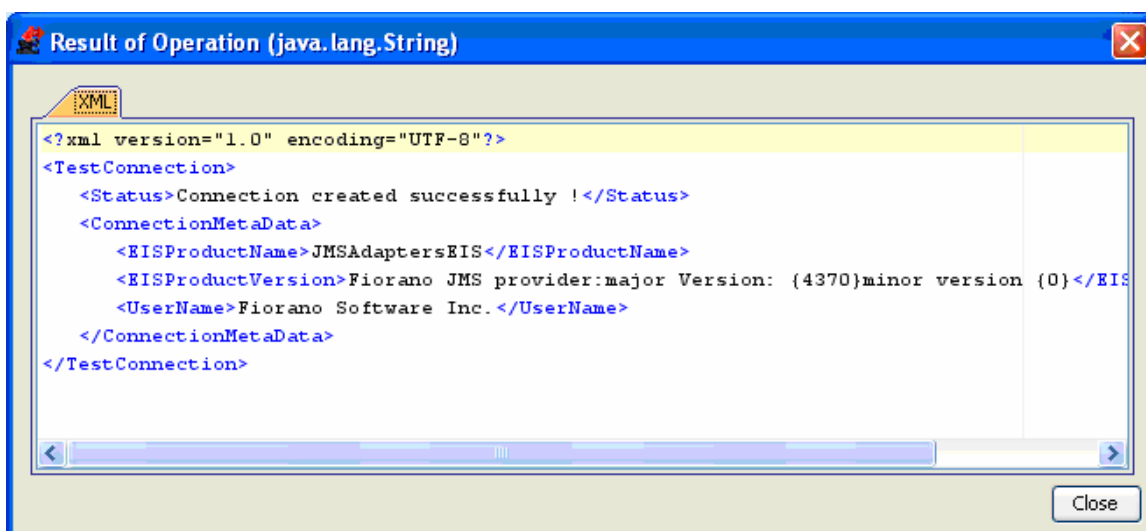 Result of Operation (java.lang.String)
XML
<?xml version="1.0" encoding="UTF-8"?>
<TestConnection>
<Status>Connection created successfully !</Status>
<ConnectionMetaData>
<EISProductName>JMSAdaptersEIS</EISProductName>
<EISProductVersion>Fiorano JMS provider:major Version: {4370}minor version {0}</EIS
<UserName>Fiorano Software Inc.</UserName>
</ConnectionMetaData>
</TestConnection>
Close